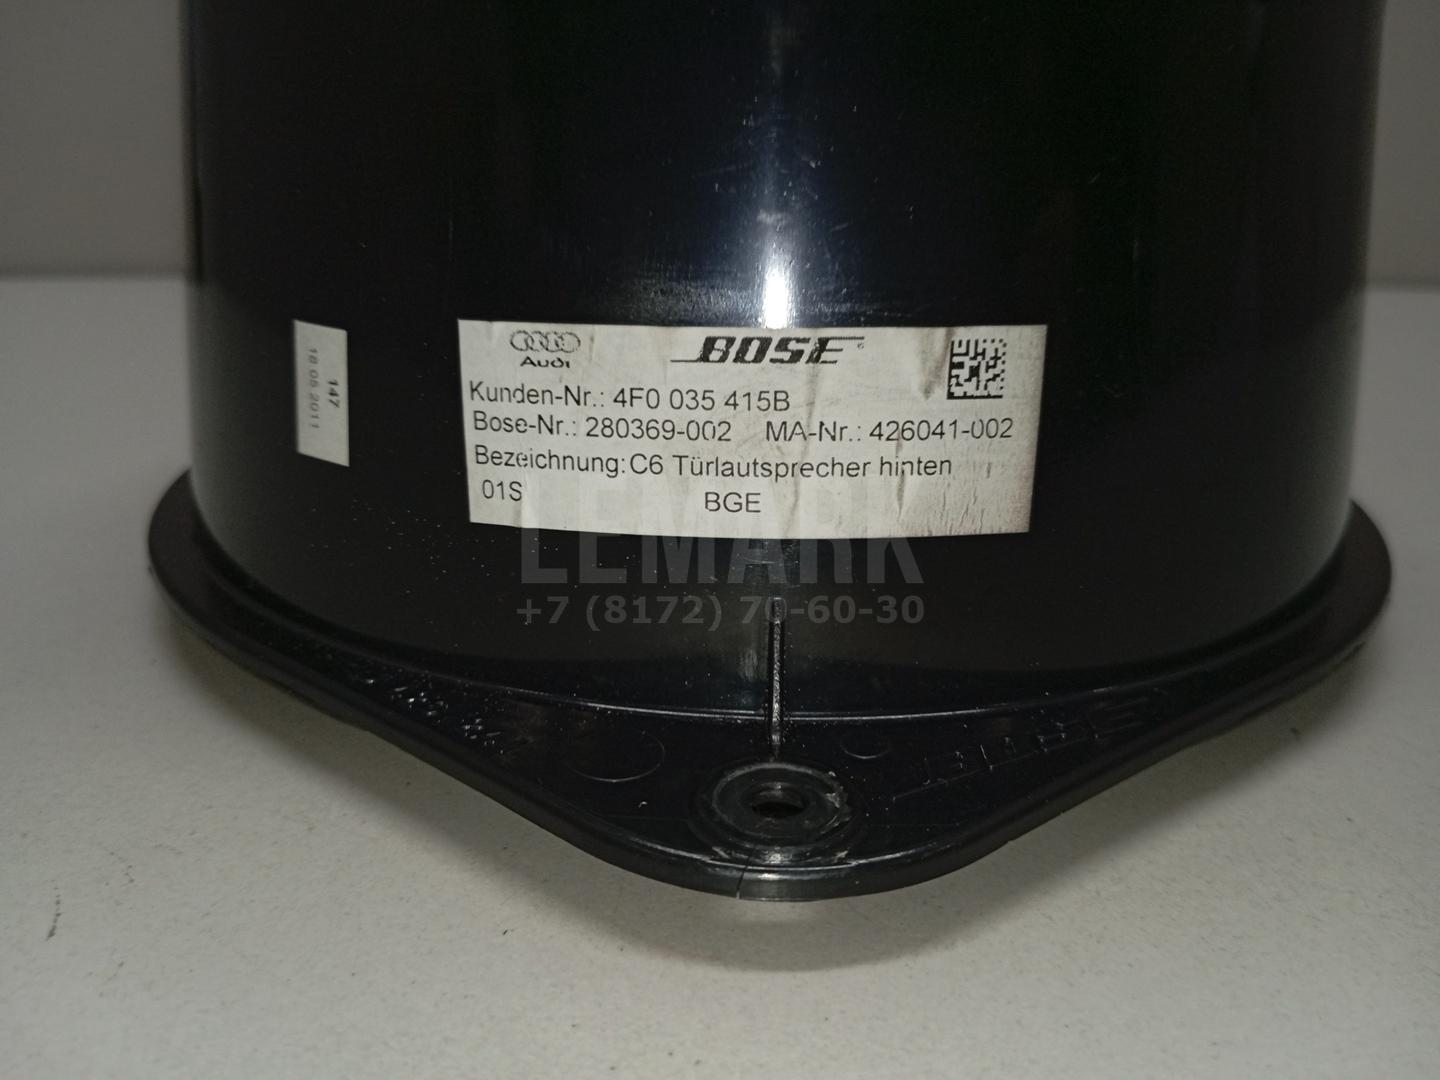 Audi
BOSE
Kunden-Nr.: 4F0 035 415B
Bose-Nr.: 280369-002 MA-Nr.: 426041-002
Bezeichnung: C6 Türlautsprecher hinten
01S BGE
147
18.05.2011
LEMARK
+7 (8172) 70-60-30
BOSE